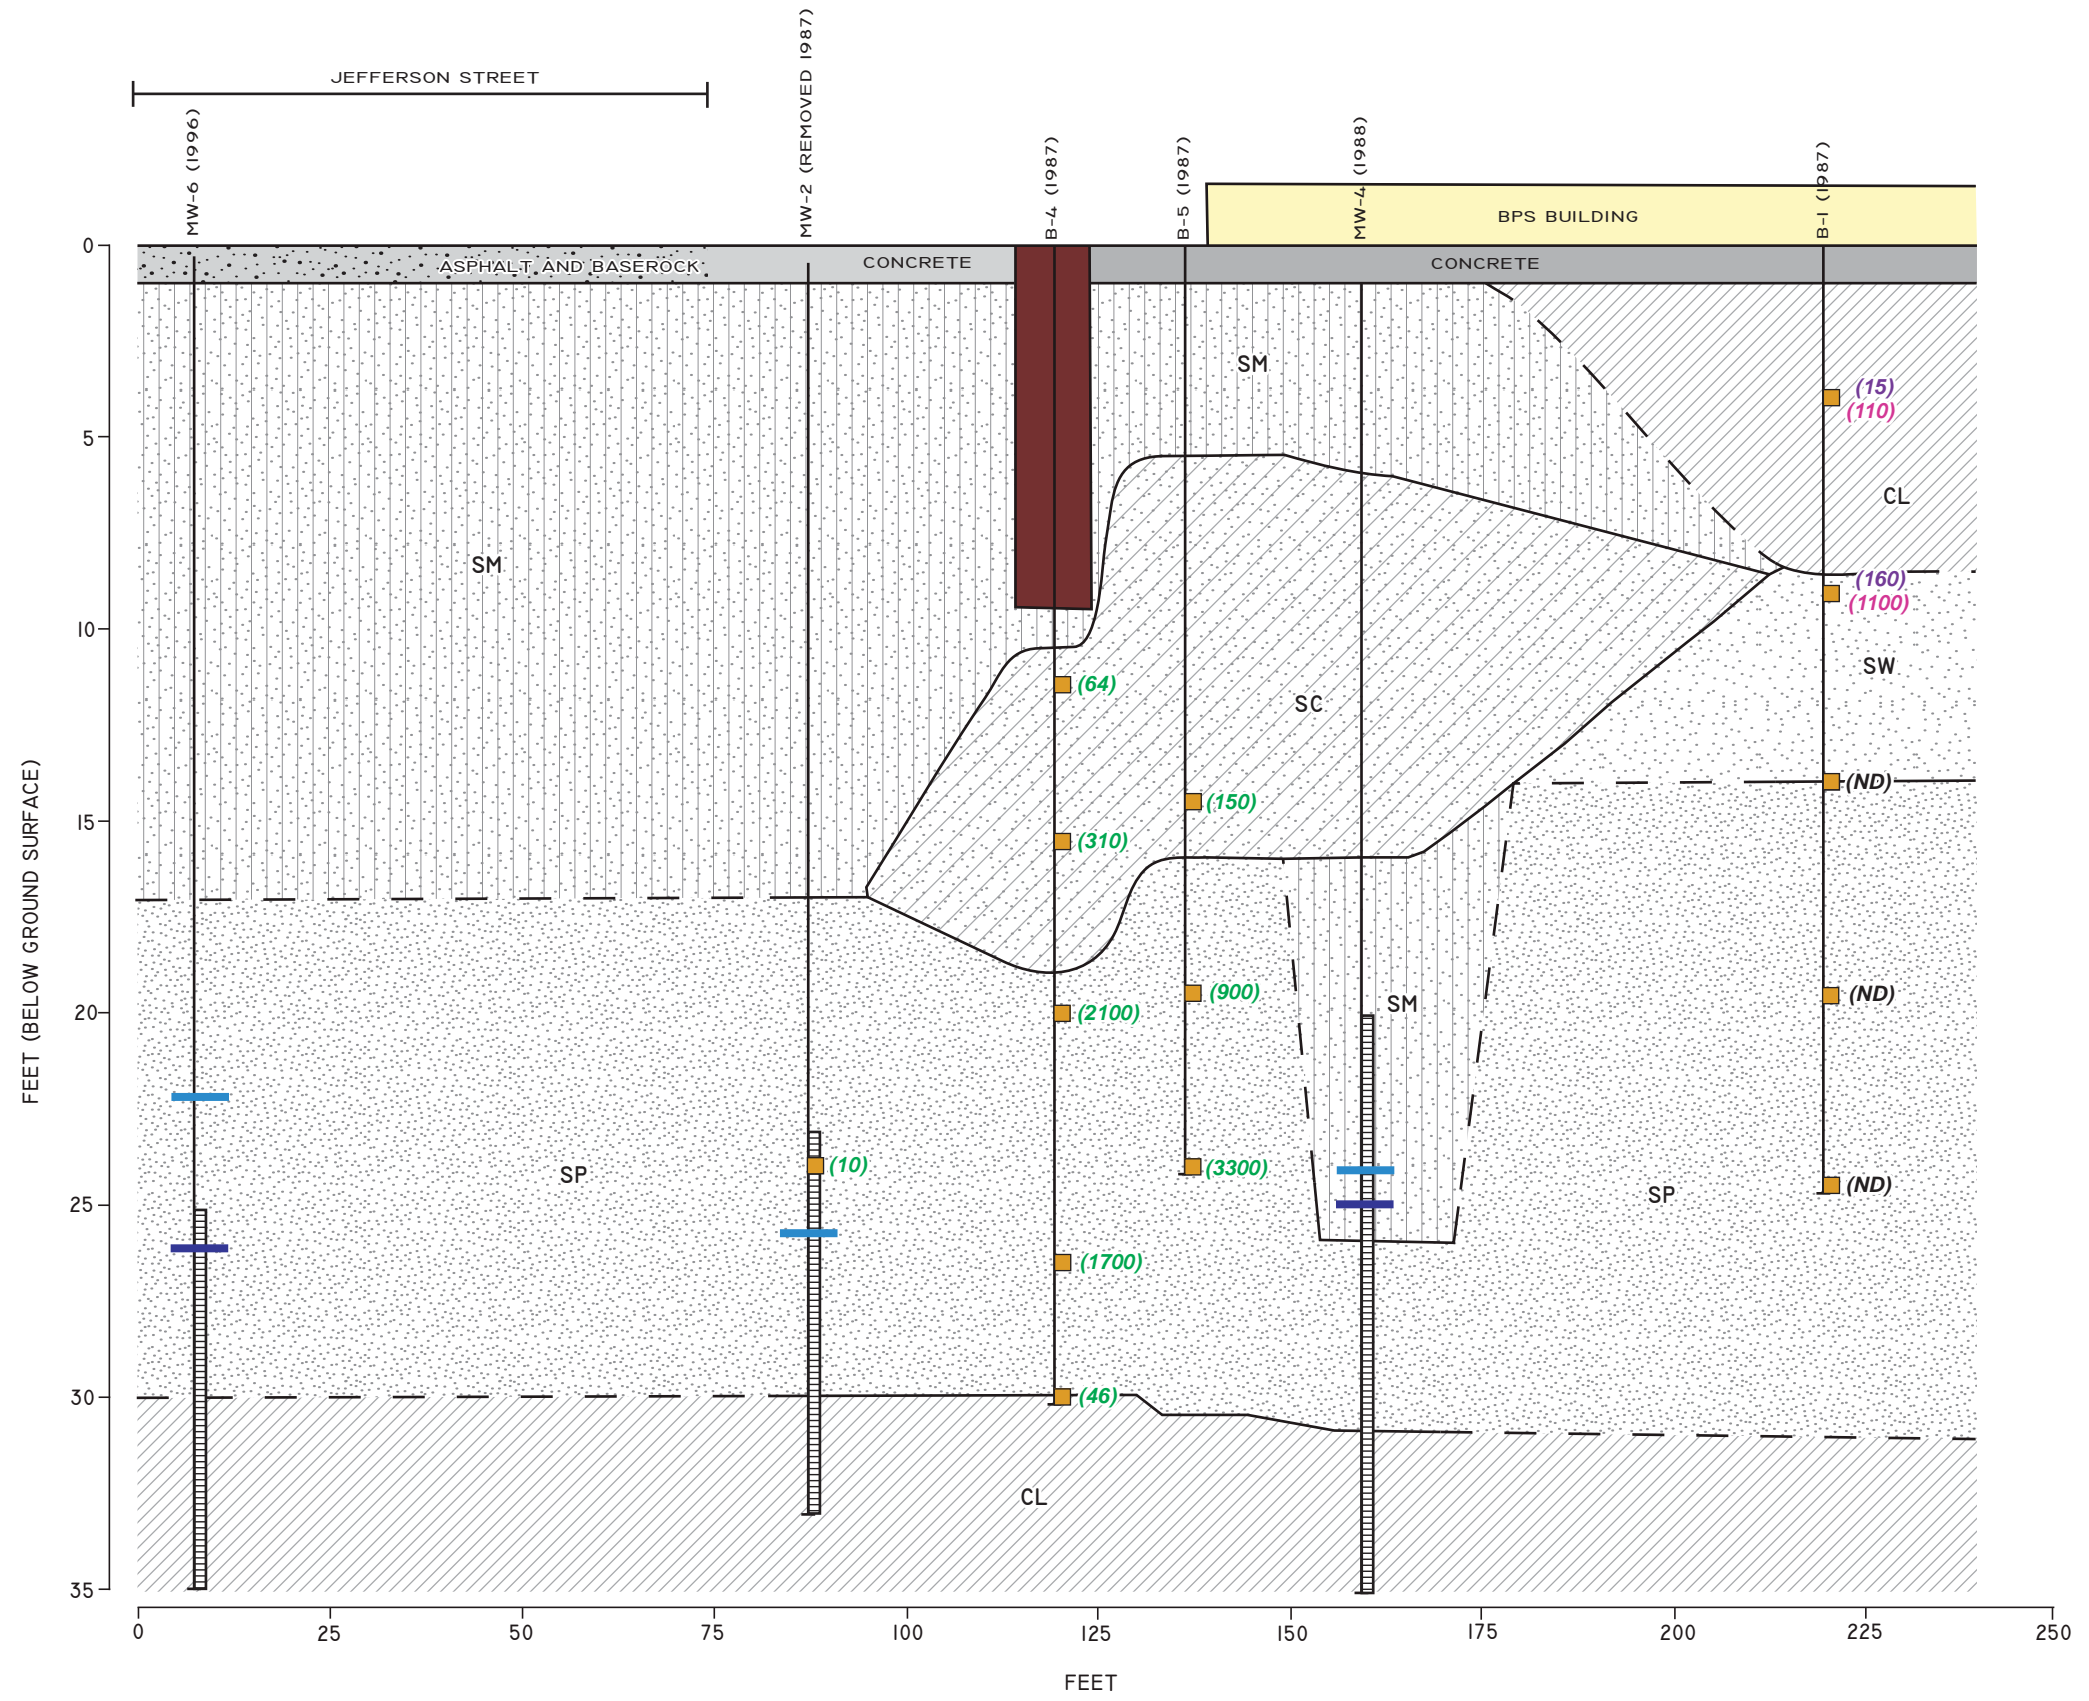 JEFFERSON STREET
MW-6 (1996)
MW-2 (REMOVED 1987)
B-4 (1987)
B-5 (1987)
MW-4 (1988)
B-1 (1987)
BPS BUILDING
ASPHALT AND BASEROCK
CONCRETE
CONCRETE
0
5
10
15
20
25
30
35
FEET (BELOW GROUND SURFACE)
SM
(15)
(110)
CL
SM
(160)
(1100)
SW
(64)
SC
(ND)
(150)
(310)
(900)
(ND)
SM
(2100)
(10)
(3300)
SP
(ND)
SP
(1700)
(46)
CL
0
25
50
75
100
125
150
175
200
225
250
FEET